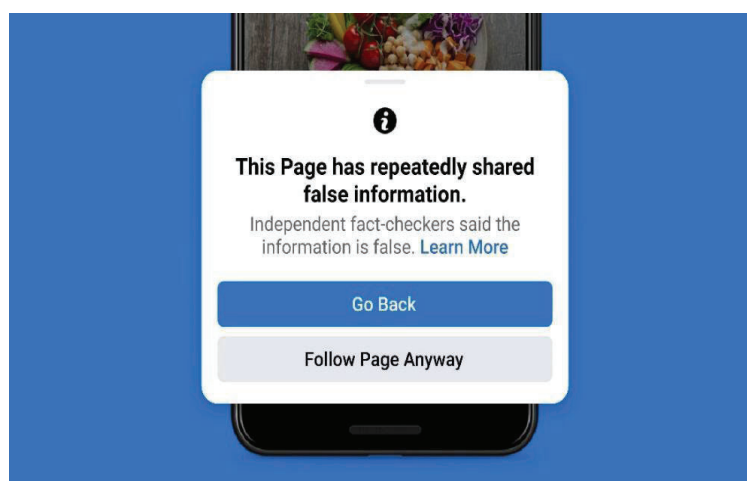 This Page has repeatedly shared
false information.
Independent fact-checkers said the
information is false. Learn More
Go Back
Follow Page Anyway